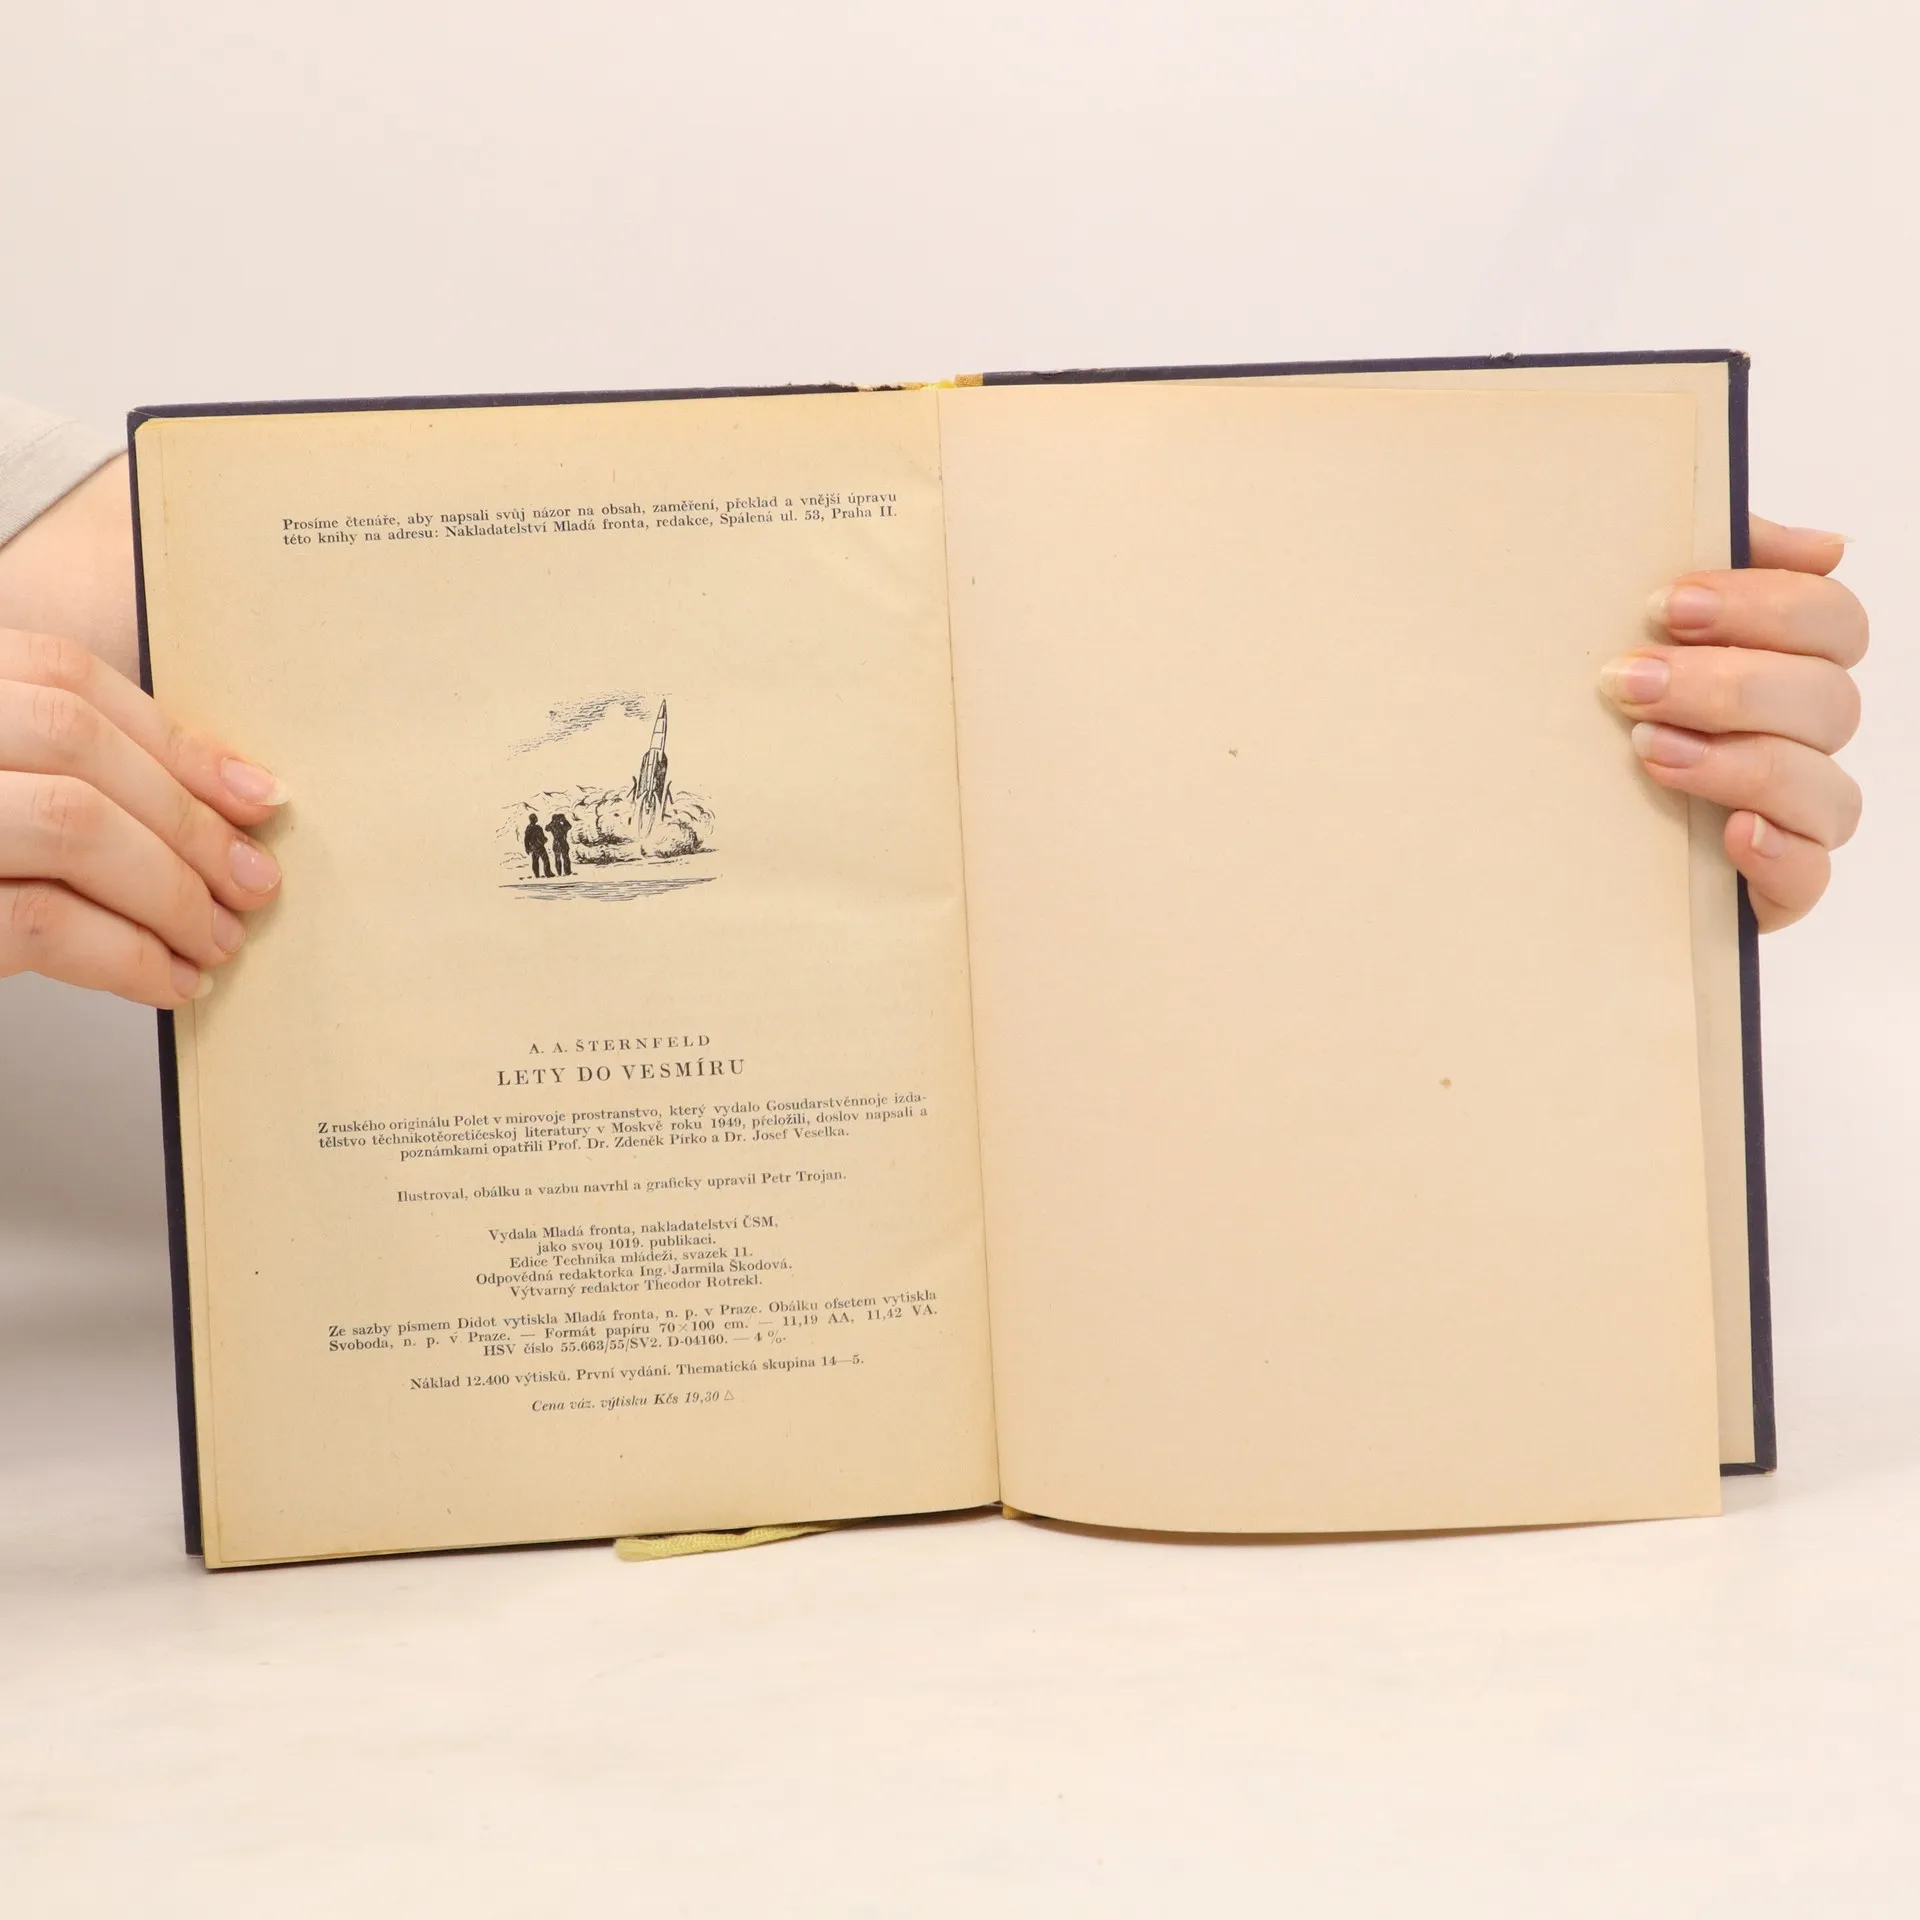 Prosíme čtenáře, aby napsali svůj názor na obsah, zaměření, překlad a vnější úpravu
této knihy na adresu: Nakladatelství Mladá fronta, redakce, Spálená ul. 53, Praha II.
A. A. ŠTERNFELD
LETY DO VESMÍRU
Z ruského originálu Polet v mirovoje prostranstvo, který vydalo Gosudarstvěnnoje izda-
tělstvo těchnikotěoretičeskoj literatury v Moskvě roku 1949, přeložili, doslov napsali a
poznámkami opatřili Prof. Dr. Zdeněk Pírko a Dr. Josef Veselka.
Ilustroval, obálku a vazbu navrhl a graficky upravil Petr Trojan.
Vydala Mladá fronta, nakladatelství ČSM,
jako svou 1019. publikaci.
Edice Technika mládeži, svazek 11.
Odpovědná redaktorka Ing. Jarmila Škodová.
Výtvarný redaktor Theodor Rotrekl.
Ze sazby písmem Didot vytiskla Mladá fronta, n. p. v Praze. Obálku ofsetem vytiskla
Svoboda, n. p. v Praze. — Formát papíru 70×100 cm. — 11,19 AA, 11,42 VA.
HSV číslo 55.663/55/SV2. D-04160. — 4 %.
Náklad 12.400 výtisků. První vydání. Thematická skupina 14—5.
Cena váz. výtisku Kčs 19,30 △